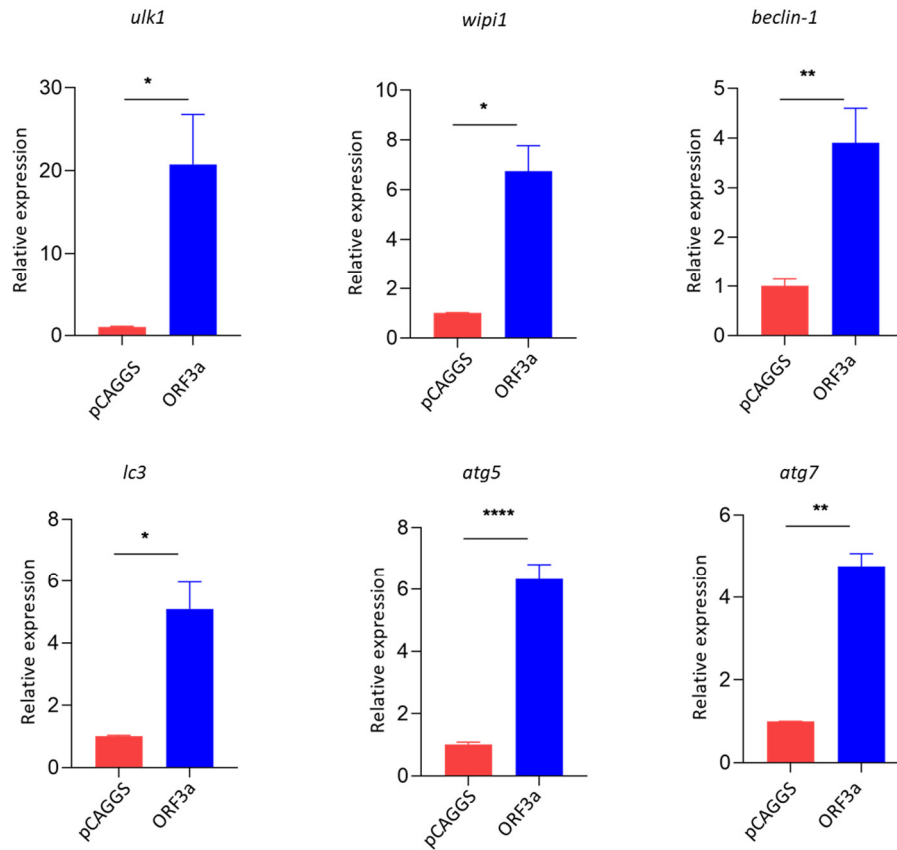 ulk1
30
20
10
0
Relative expression
*
pCAGGS
ORF3a
wipi1
10
8
6
4
2
0
Relative expression
*
pCAGGS
ORF3a
beclin-1
5
4
3
2
1
0
Relative expression
**
pCAGGS
ORF3a
lc3
8
6
4
2
0
Relative expression
*
pCAGGS
ORF3a
atg5
8
6
4
2
0
Relative expression
****
pCAGGS
ORF3a
atg7
6
4
2
0
Relative expression
**
pCAGGS
ORF3a